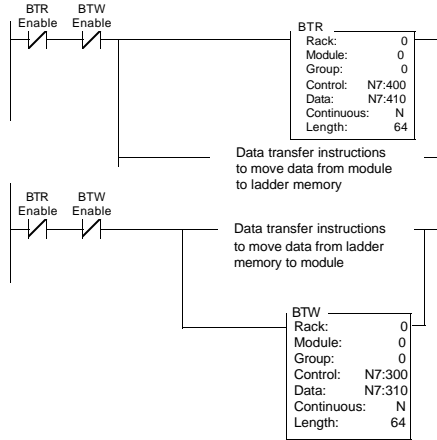 BTR BTW
Enable Enable
BTR
Rack: 0
Module: 0
Group: 0
Control: N7:400
Data: N7:410
Continuous: N
Length: 64
Data transfer instructions
to move data from module
to ladder memory
BTR BTW
Enable Enable
Data transfer instructions
to move data from ladder
memory to module
BTW
Rack: 0
Module: 0
Group: 0
Control: N7:300
Data: N7:310
Continuous: N
Length: 64